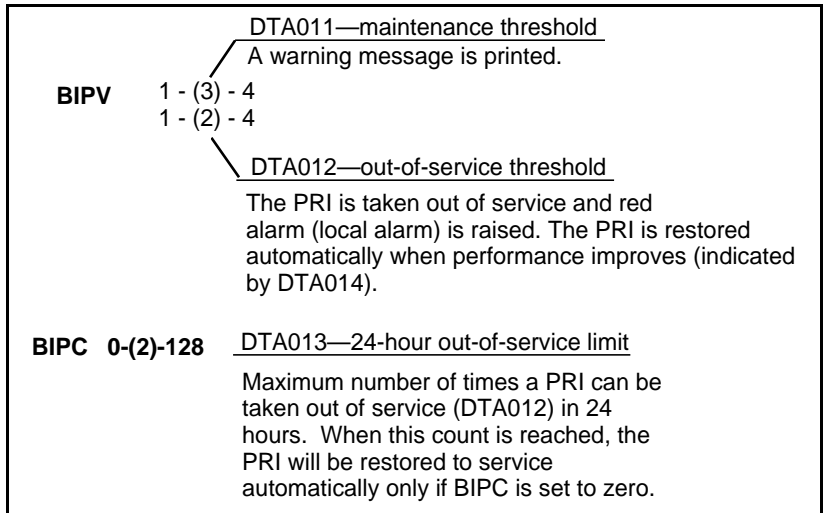 DTA011—maintenance threshold
A warning message is printed.
BIPV 1 - (3) - 4
1 - (2) - 4
DTA012—out-of-service threshold
The PRI is taken out of service and red
alarm (local alarm) is raised. The PRI is restored
automatically when performance improves (indicated
by DTA014).
BIPC 0-(2)-128 DTA013—24-hour out-of-service limit
Maximum number of times a PRI can be
taken out of service (DTA012) in 24
hours. When this count is reached, the
PRI will be restored to service
automatically only if BIPC is set to zero.